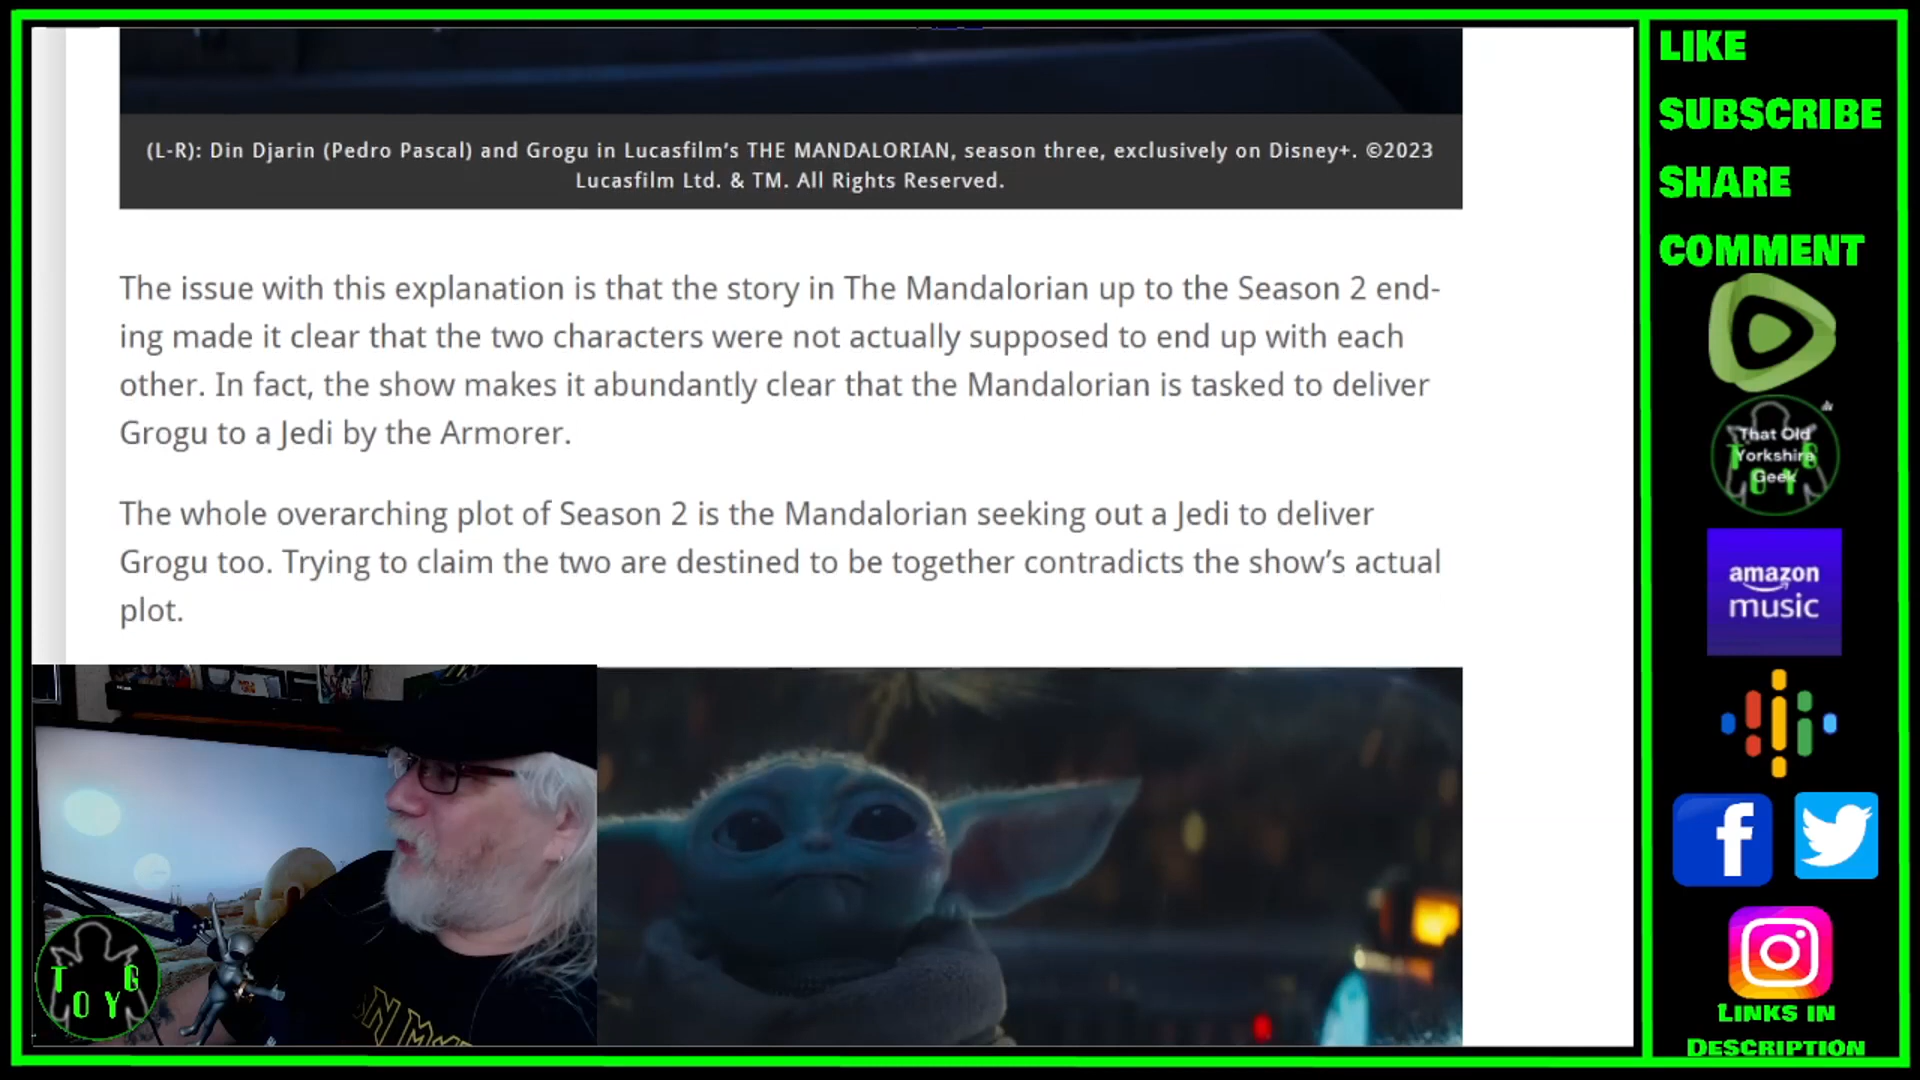 (L-R): Din Djarin (Pedro Pascal) and Grogu in Lucasfilm’s THE MANDALORIAN, season three, exclusively on Disney+. ©2023
Lucasfilm Ltd. & TM. All Rights Reserved.
The issue with this explanation is that the story in The Mandalorian up to the Season 2 end-
ing made it clear that the two characters were not actually supposed to end up with each
other. In fact, the show makes it abundantly clear that the Mandalorian is tasked to deliver
Grogu to a Jedi by the Armorer.
The whole overarching plot of Season 2 is the Mandalorian seeking out a Jedi to deliver
Grogu too. Trying to claim the two are destined to be together contradicts the show’s actual
plot.
T G
O Y
LIKE
SUBSCRIBE
SHARE
COMMENT
That Old
Yorkshire
Geek
amazon
music
LINKS IN
DESCRIPTION